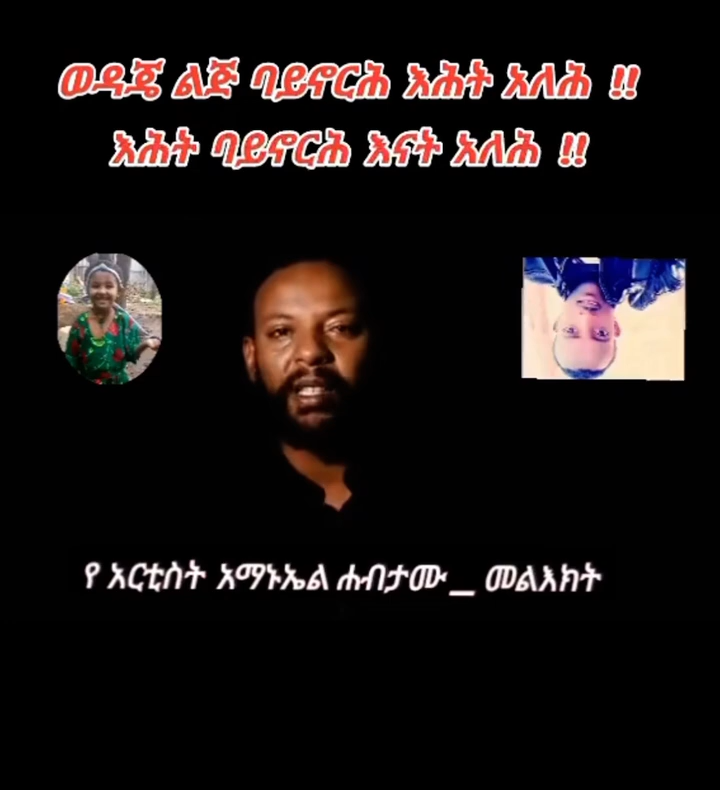 ወዳጄ ልጅ ባይኖርሕ እሕት አለሕ !!
እሕት ባይኖርሕ እናት አለሕ !!
የ አርቲስት አማኑኤል ሐብታሙ _ መልእክት